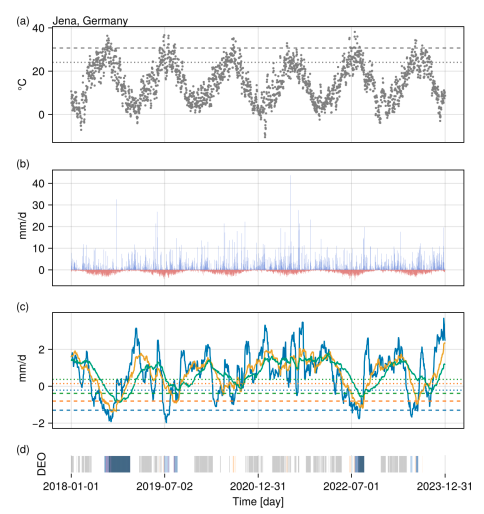 (a) Jena, Germany
40
20
0
°C
(b)
40
30
20
10
0
mm/d
(c)
2
0
−2
mm/d
(d)
DEO
2018-01-01 2019-07-02 2020-12-31 2022-07-01 2023-12-31
Time [day]